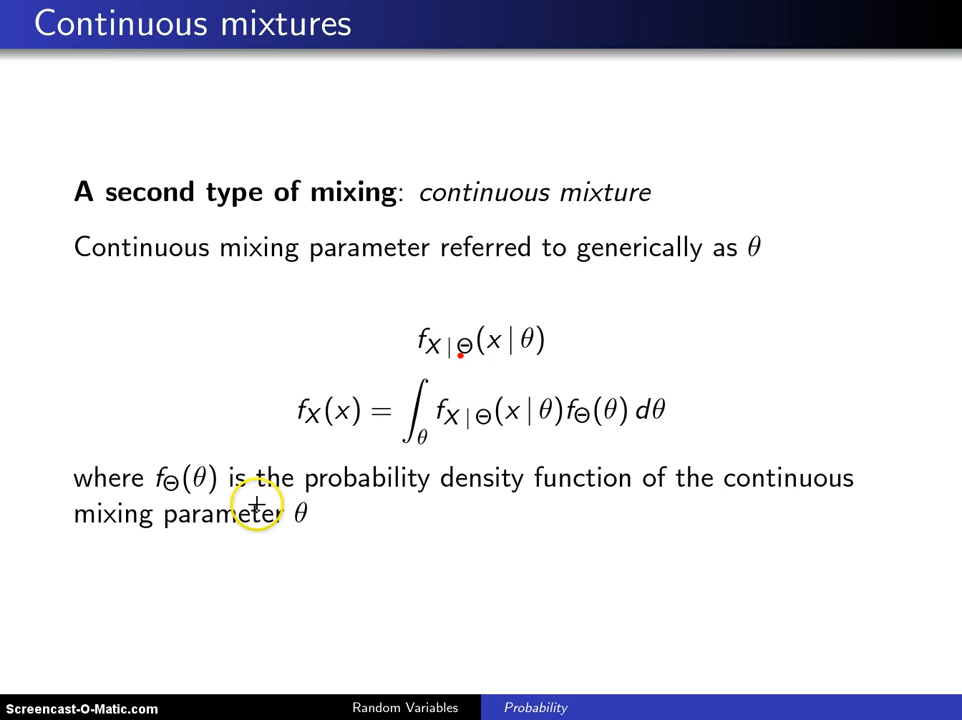 Continuous mixtures
A second type of mixing: continuous mixture
Continuous mixing parameter referred to generically as θ
f_{X | Θ}(x | θ)
f_X(x) = ∫_θ f_{X | Θ}(x | θ)f_Θ(θ) dθ
where f_Θ(θ) is the probability density function of the continuous
mixing parameter θ
Screencast-O-Matic.com Random Variables Probability